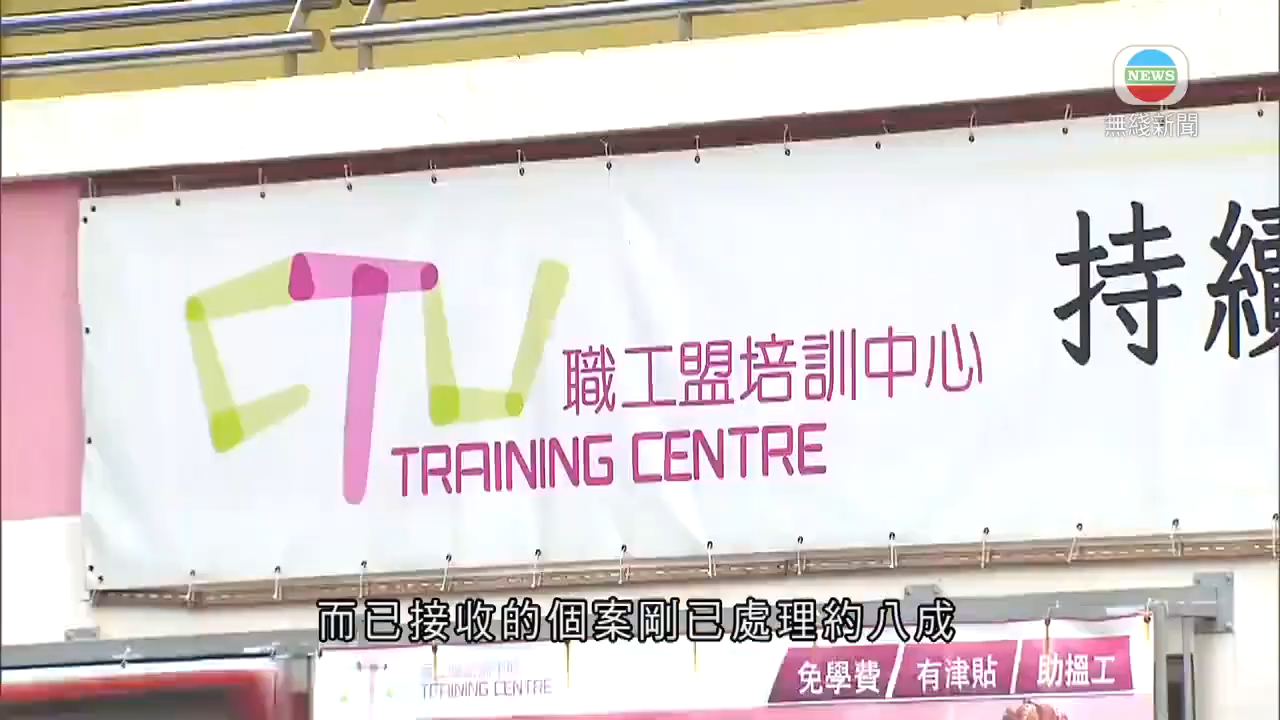 NEWS
無綫新聞
CTU
職工盟培訓中心
TRAINING CENTRE
持續
而已接收的個案剛已處理約八成
TRAINING CENTRE
免學費 有津貼 助搵工